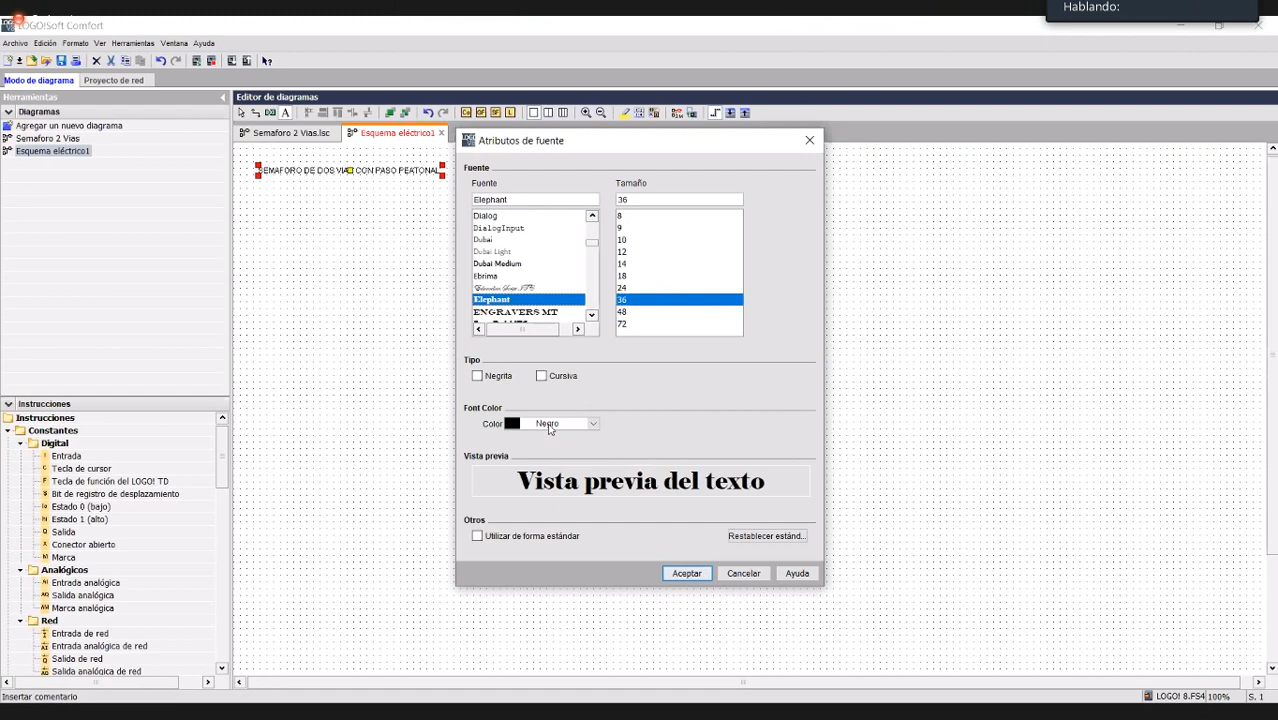 Hablando:
LOGO!Soft Comfort
Archivo Edición Formato Ver Herramientas Ventana Ayuda
Modo de diagrama Proyecto de red
Herramientas
Editor de diagramas
Diagramas
Agregar un nuevo diagrama
Semaforo 2 Vias
Esquema eléctrico1
Semaforo 2 Vias.lsc
Esquema eléctrico1
SEMAFORO DE DOS VIAS CON PASO PEATONAL
Atributos de fuente
Fuente
Fuente Tamaño
Elephant 36
Dialog 8
DialogInput 9
Dubai 10
Dubai Light 12
Dubai Medium 14
Ebrima 18
24
Elephant 36
ENGRAVERS MT 48
72
Tipo
Negrita Cursiva
Font Color
Color Negro
Vista previa
Vista previa del texto
Otros
Utilizar de forma estándar Restablecer estánd...
Aceptar Cancelar Ayuda
Instrucciones
Instrucciones
Constantes
Digital
Entrada
Tecla de cursor
Tecla de función del LOGO! TD
Bit de registro de desplazamiento
Estado 0 (bajo)
Estado 1 (alto)
Salida
Conector abierto
Marca
Analógicos
Entrada analógica
Salida analógica
Marca analógica
Red
Entrada de red
Entrada analógica de red
Salida de red
Salida analógica de red
Insertar comentario
LOGO! 8.FS4 100% S. 1